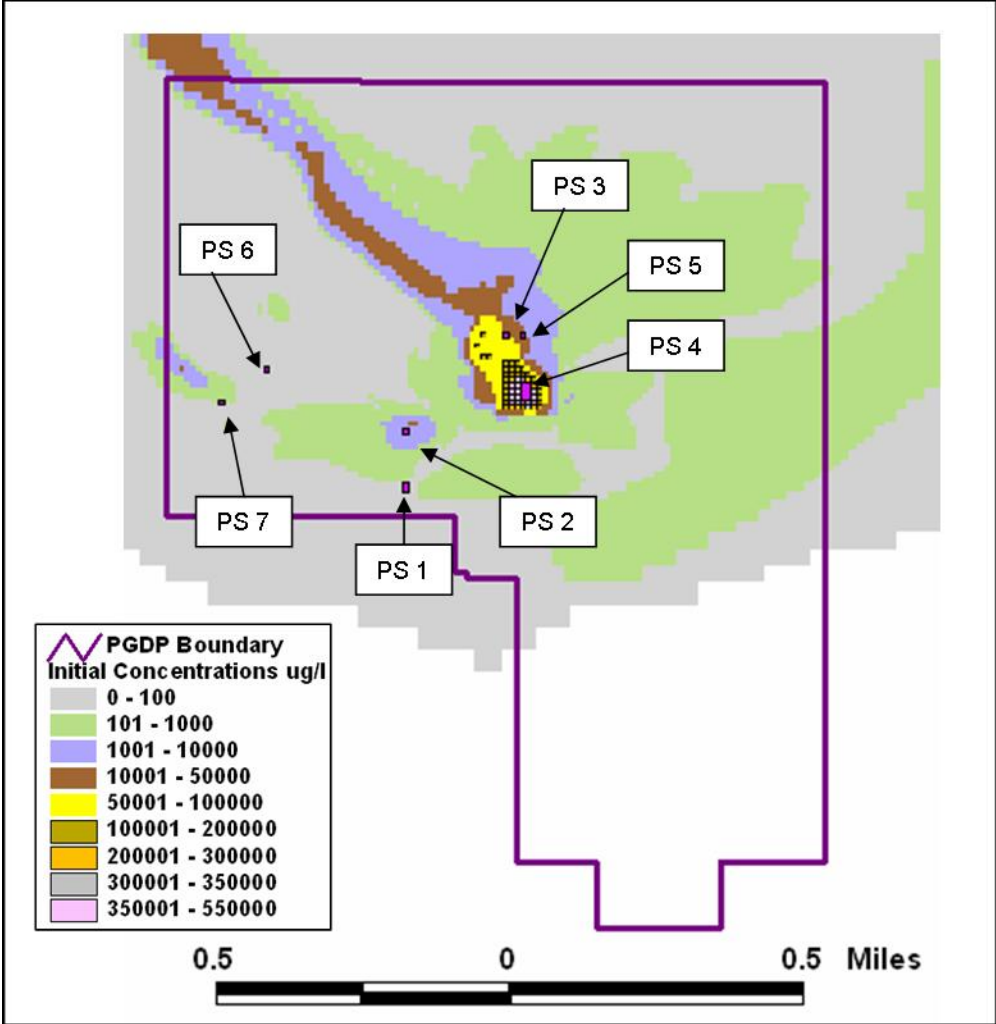 PS 3
PS 6
PS 5
PS 4
PS 7
PS 2
PS 1
PGDP Boundary
Initial Concentrations ug/l
0 - 100
101 - 1000
1001 - 10000
10001 - 50000
50001 - 100000
100001 - 200000
200001 - 300000
300001 - 350000
350001 - 550000
0.5 0 0.5 Miles